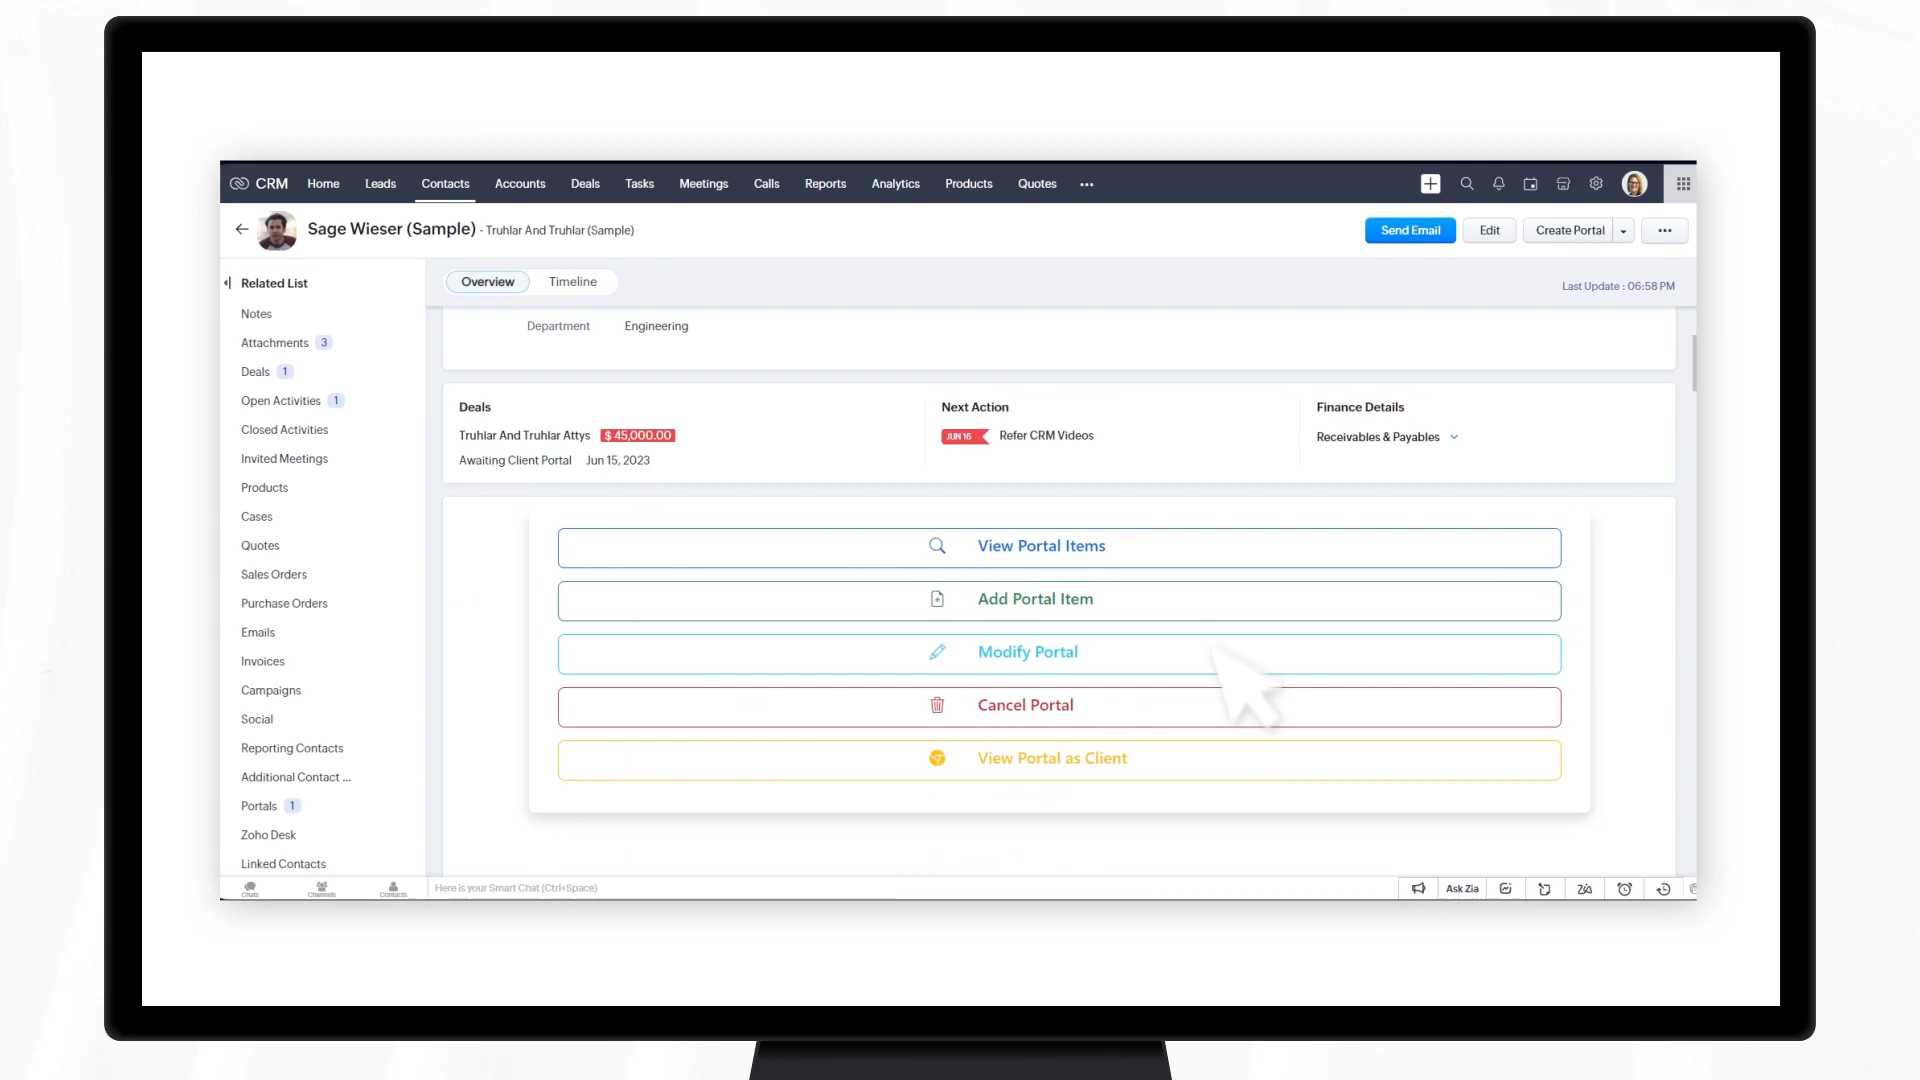 CRM Home Leads Contacts Accounts Deals Tasks Meetings Calls Reports Analytics Products Quotes
Sage Wieser (Sample) - Truhlar And Truhlar (Sample)
Send Email Edit Create Portal
Related List
Notes
Attachments 3
Deals 1
Open Activities 1
Closed Activities
Invited Meetings
Products
Cases
Quotes
Sales Orders
Purchase Orders
Emails
Invoices
Campaigns
Social
Reporting Contacts
Additional Contact ...
Portals 1
Zoho Desk
Linked Contacts
Overview Timeline
Last Update : 06:58 PM
Department Engineering
Deals
Truhlar And Truhlar Attys $ 45,000.00
Awaiting Client Portal Jun 15, 2023
Next Action
JUN 16 Refer CRM Videos
Finance Details
Receivables & Payables
View Portal Items
Add Portal Item
Modify Portal
Cancel Portal
View Portal as Client
Chats Channels Contacts
Here is your Smart Chat (Ctrl+Space)
Ask Zia